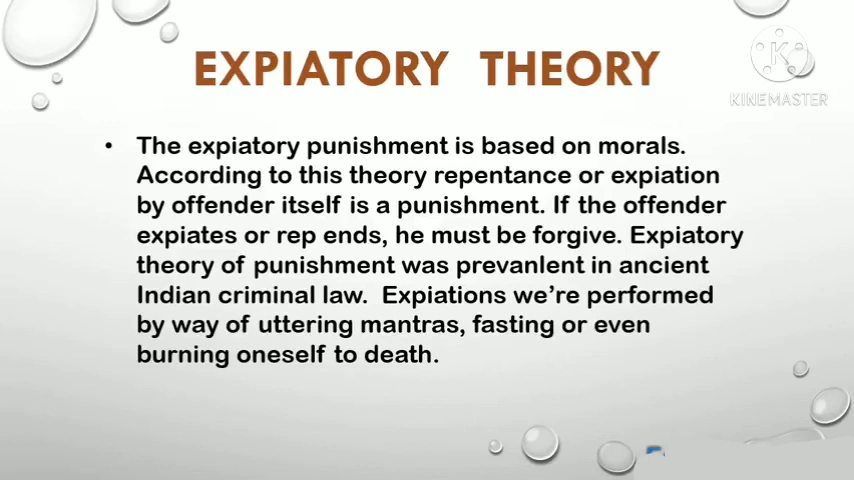 EXPIATORY THEORY
K
KINEMASTER
• The expiatory punishment is based on morals.
According to this theory repentance or expiation
by offender itself is a punishment. If the offender
expiates or rep ends, he must be forgive. Expiatory
theory of punishment was prevanlent in ancient
Indian criminal law. Expiations we're performed
by way of uttering mantras, fasting or even
burning oneself to death.